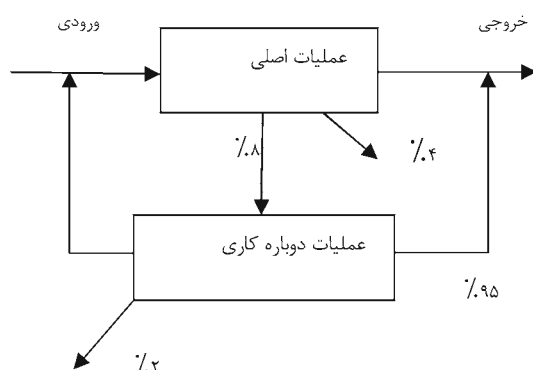 ورودی
خروجی
عملیات اصلی
٪۸
٪۴
عملیات دوباره کاری
٪۹۵
٪۲